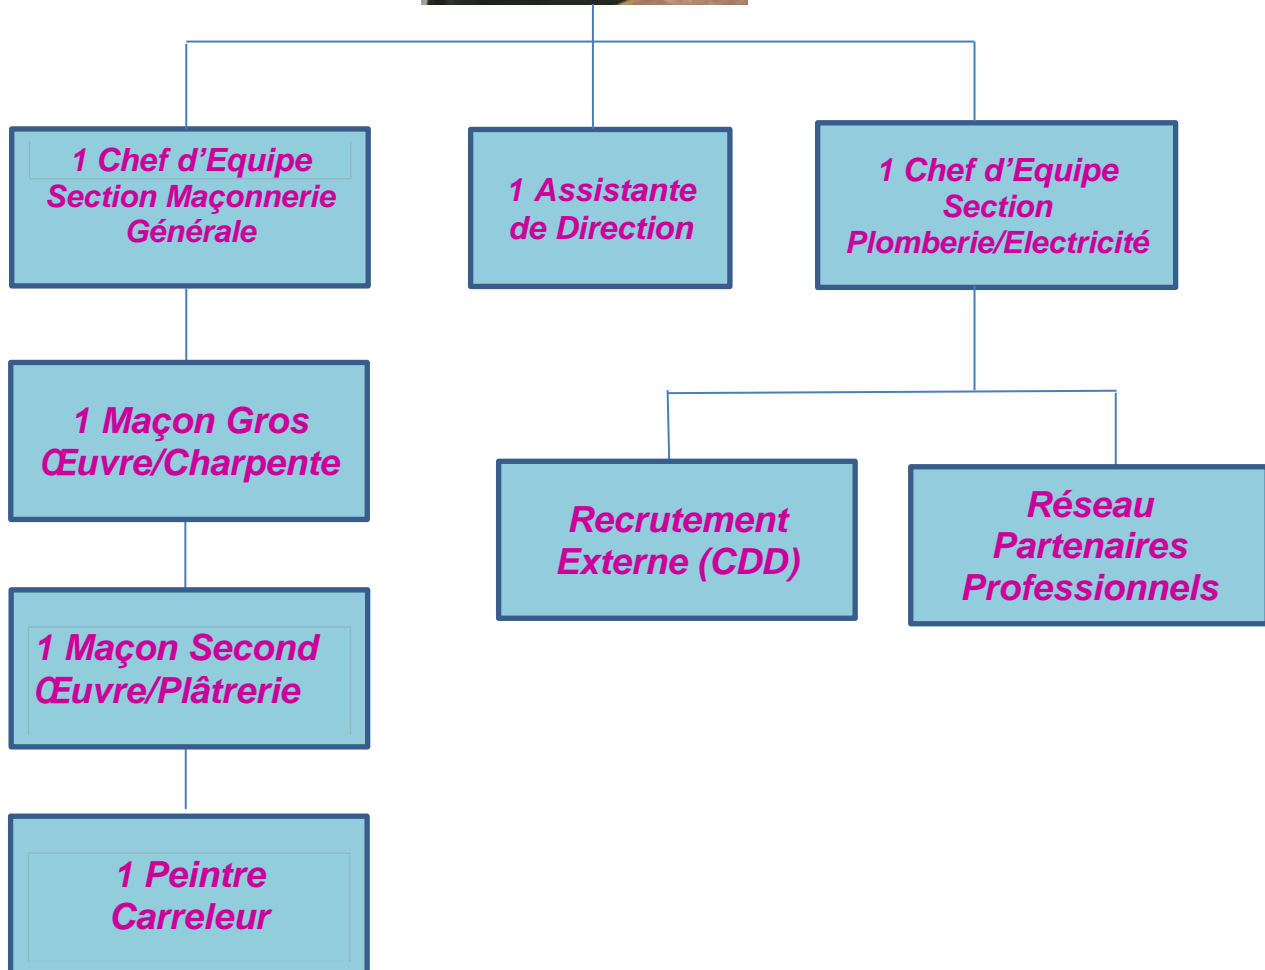 1 Chef d’Equipe
Section Maçonnerie
Générale
1 Assistante
de Direction
1 Chef d’Equipe
Section
Plomberie/Electricité
1 Maçon Gros
Œuvre/Charpente
Recrutement
Externe (CDD)
Réseau
Partenaires
Professionnels
1 Maçon Second
Œuvre/Plâtrerie
1 Peintre
Carreleur